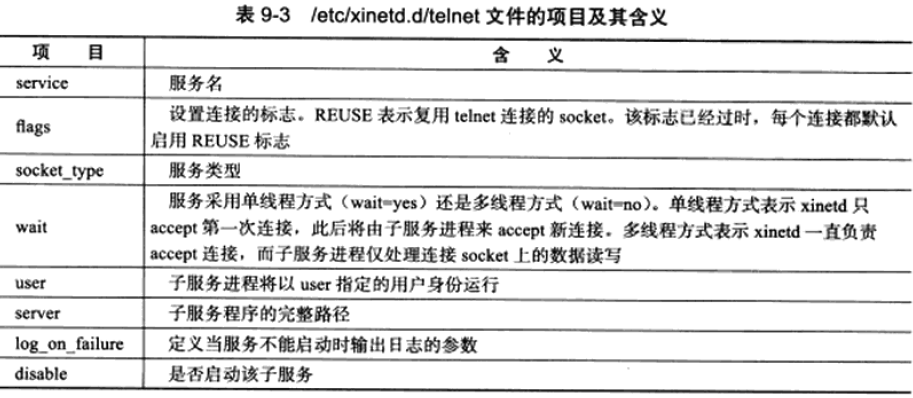 表 9-3 /etc/xinetd.d/telnet 文件的项目及其含义
项 目 含 义
service 服务名
flags 设置连接的标志。REUSE 表示复用 telnet 连接的 socket。该标志已经过时，每个连接都默认
启用 REUSE 标志
socket_type 服务类型
wait 服务采用单线程方式（wait=yes）还是多线程方式（wait=no）。单线程方式表示 xinetd 只
accept 第一次连接，此后将由子服务进程来 accept 新连接。多线程方式表示 xinetd 一直负责
accept 连接，而子服务进程仅处理连接 socket 上的数据读写
user 子服务进程将以 user 指定的用户身份运行
server 子服务程序的完整路径
log_on_failure 定义当服务不能启动时输出日志的参数
disable 是否启动该子服务